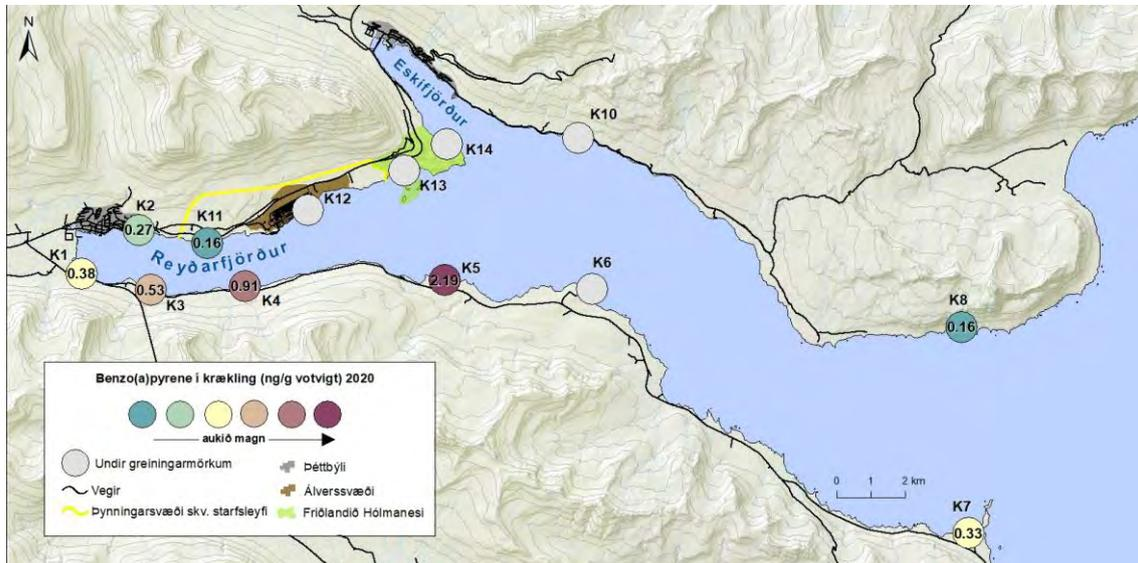 N
Eskifjörður
K10
K14
K13
K12
K2
0.27
K11
0.16
Reyðarfjörður
K1
0.38
0.53
K3
0.91
K4
K5
2.19
K6
K8
0.16
Benzo(a)pyrene í krækling (ng/g votvigt) 2020
aukið magn
Undir greiningarmörkum
Þéttbýli
Vegir
Álverssvæði
Þynningarsvæði skv. starfsleyfi
Friðlandið Hólmanesi
0 1 2 km
K7
0.33